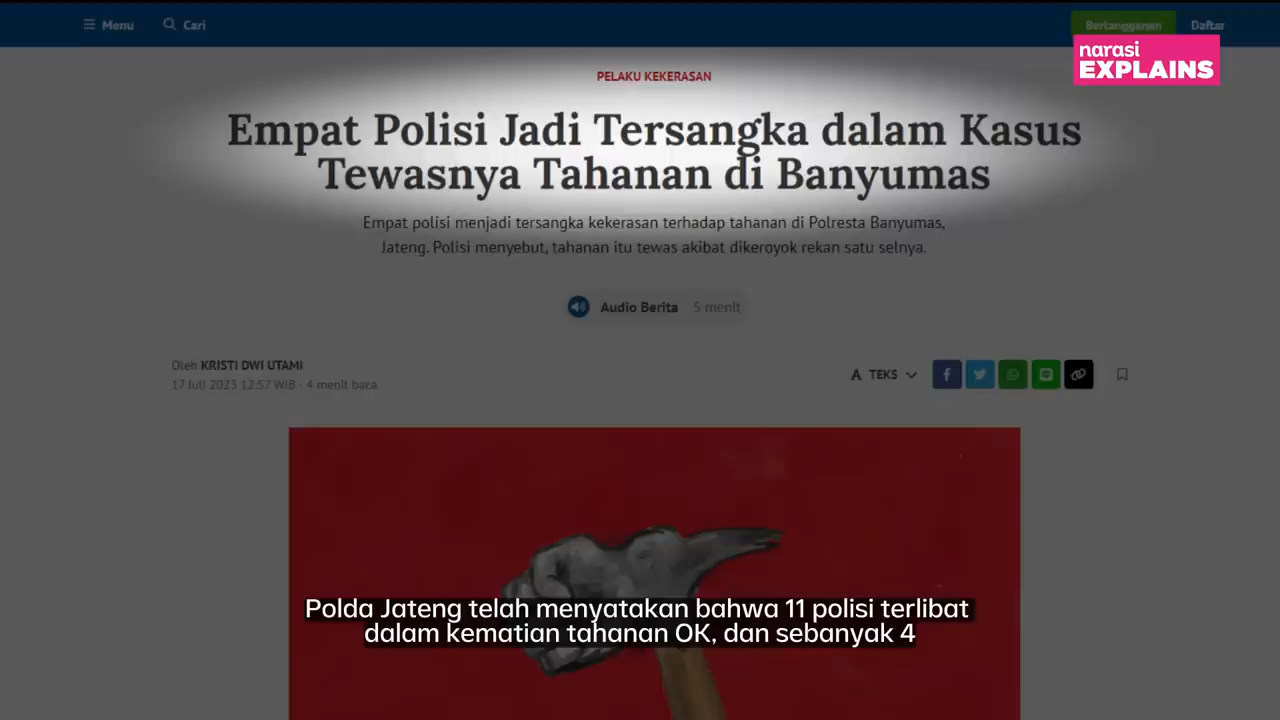 Menu
Cari
Berlangganan
Daftar
narasi
EXPLAINS
PELAKU KEKERASAN
Empat Polisi Jadi Tersangka dalam Kasus
Tewasnya Tahanan di Banyumas
Empat polisi menjadi tersangka kekerasan terhadap tahanan di Polresta Banyumas,
Jateng. Polisi menyebut, tahanan itu tewas akibat dikeroyok rekan satu selnya.
Audio Berita 5 menit
Oleh KRISTI DWI UTAMI
17 Juli 2023 12:57 WIB · 4 menit baca
A TEKS
Polda Jateng telah menyatakan bahwa 11 polisi terlibat
dalam kematian tahanan OK, dan sebanyak 4